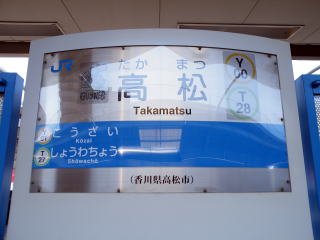 JR
たか まつ
高松
Takamatsu
Y
00
T
28
こうざい
Kōzai
T
27
しょうわちょう
Shōwachō
(香川県高松市)